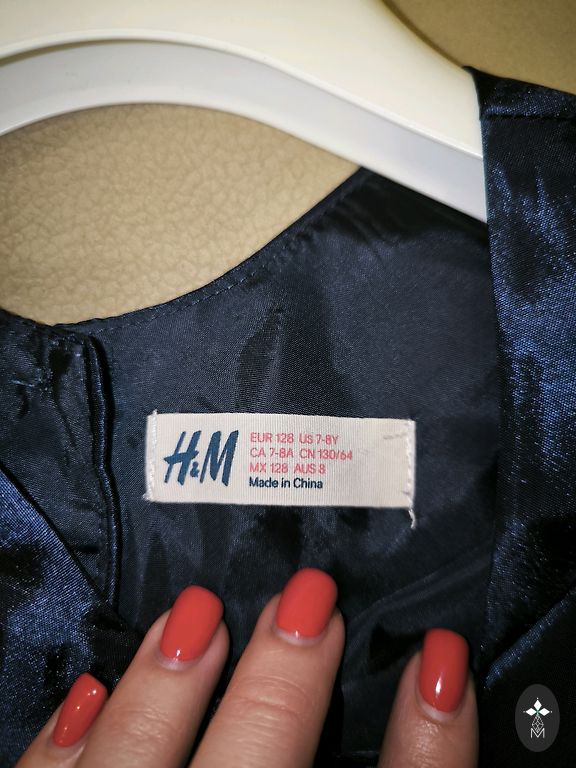 H&M
EUR 128 US 7-8Y
CA 7-8A CN 130/64
MX 128 AUS 8
Made in China
M